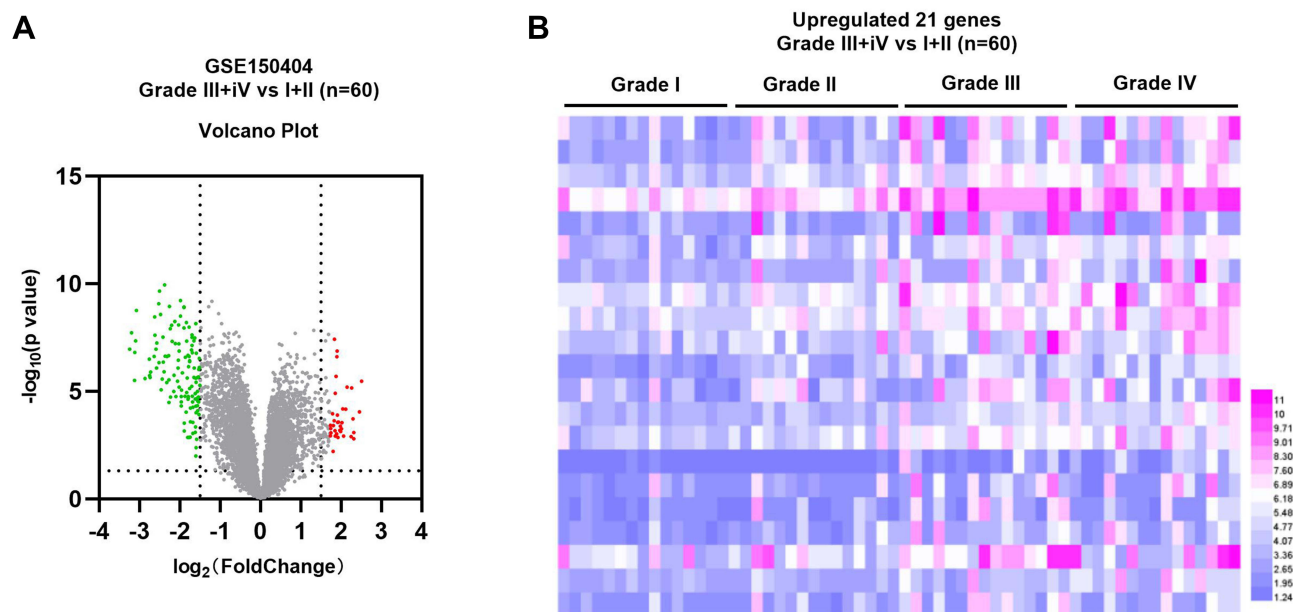 A
GSE150404
Grade III+iV vs I+II (n=60)
Volcano Plot
-log10(p value)
15
10
5
0
-4 -3 -2 -1 0 1 2 3 4
log2(FoldChange)
B
Upregulated 21 genes
Grade III+iV vs I+II (n=60)
Grade I Grade II Grade III Grade IV
11
10
9.71
9.01
8.30
7.60
6.89
6.18
5.48
4.77
4.07
3.36
2.65
1.95
1.24